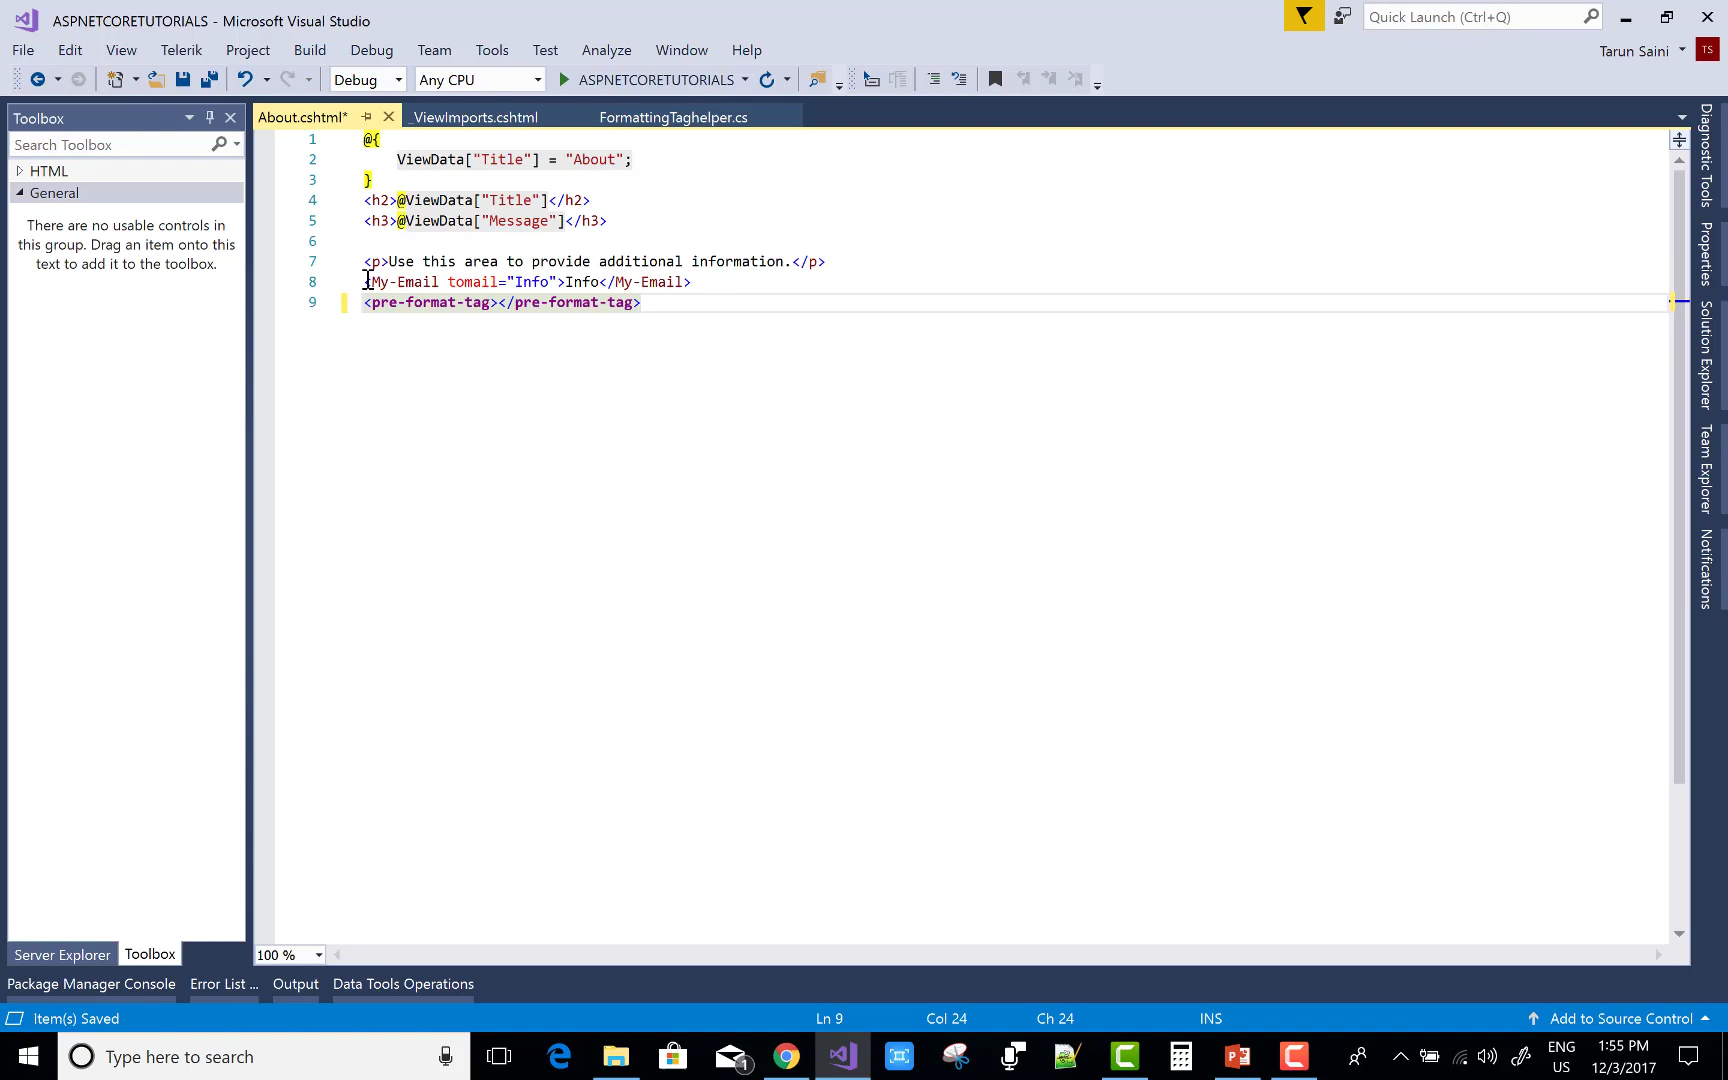 ASPNETCORETUTORIALS - Microsoft Visual Studio
Quick Launch (Ctrl+Q)
File Edit View Telerik Project Build Debug Team Tools Test Analyze Window Help
Tarun Saini TS
Debug Any CPU ASPNETCORETUTORIALS
Toolbox
Search Toolbox
HTML
General
There are no usable controls in
this group. Drag an item onto this
text to add it to the toolbox.
Server Explorer Toolbox
About.cshtml* _ViewImports.cshtml FormattingTaghelper.cs
1 @{
2 ViewData["Title"] = "About";
3 }
4 <h2>@ViewData["Title"]</h2>
5 <h3>@ViewData["Message"]</h3>
6
7 <p>Use this area to provide additional information.</p>
8 <My-Email tomail="Info">Info</My-Email>
9 <pre-format-tag></pre-format-tag>
100 %
Diagnostic Tools
Properties
Solution Explorer
Team Explorer
Notifications
Package Manager Console Error List ... Output Data Tools Operations
Item(s) Saved Ln 9 Col 24 Ch 24 INS Add to Source Control
Type here to search
1
ENG
US
1:55 PM
12/3/2017